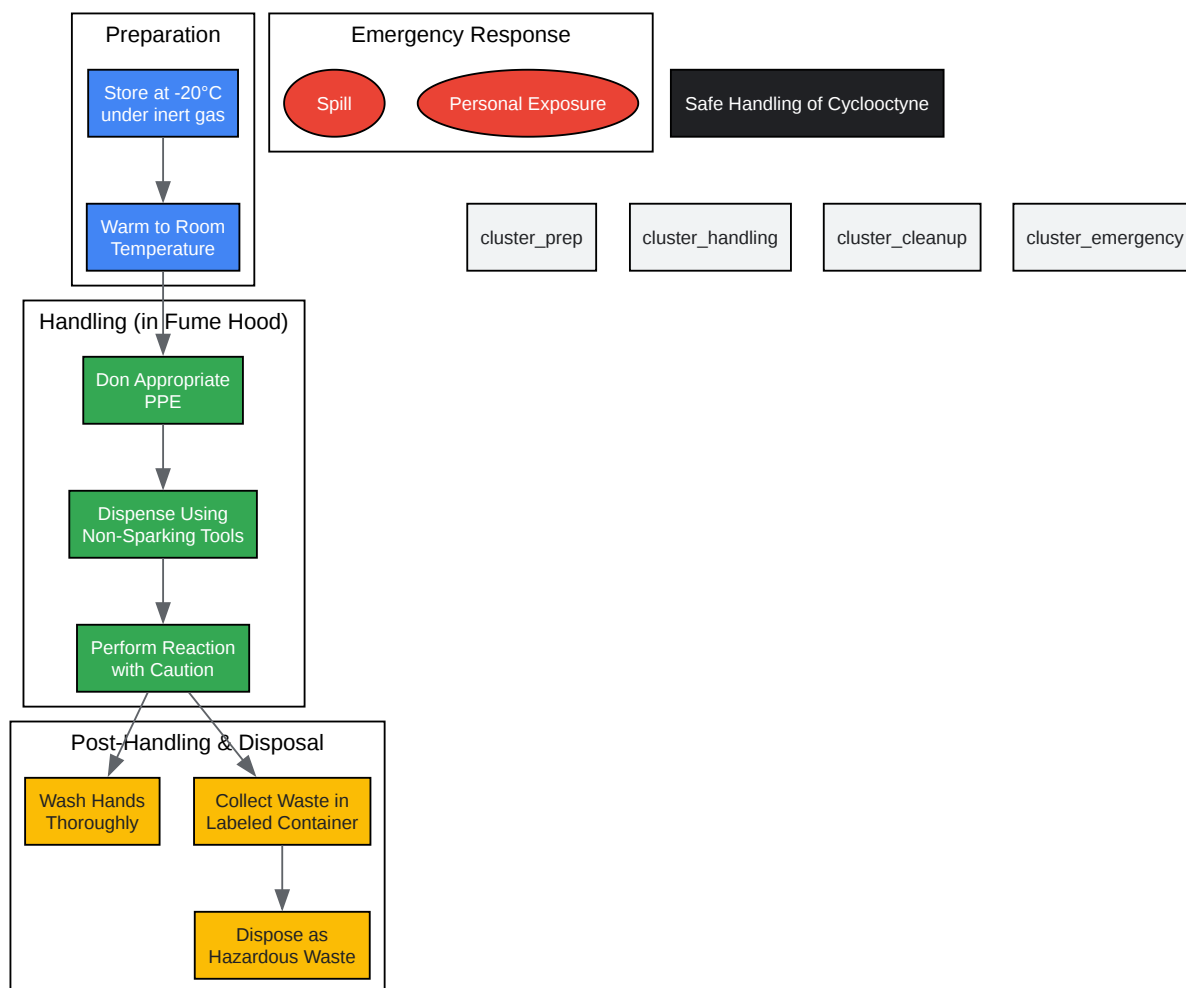 Preparation
Emergency Response
Store at -20°C
under inert gas
Spill
Personal Exposure
Safe Handling of Cyclooctyne
Warm to Room
Temperature
cluster_prep
cluster_handling
cluster_cleanup
cluster_emergency
Handling (in Fume Hood)
Don Appropriate
PPE
Dispense Using
Non-Sparking Tools
Perform Reaction
with Caution
Post-Handling & Disposal
Wash Hands
Thoroughly
Collect Waste in
Labeled Container
Dispose as
Hazardous Waste